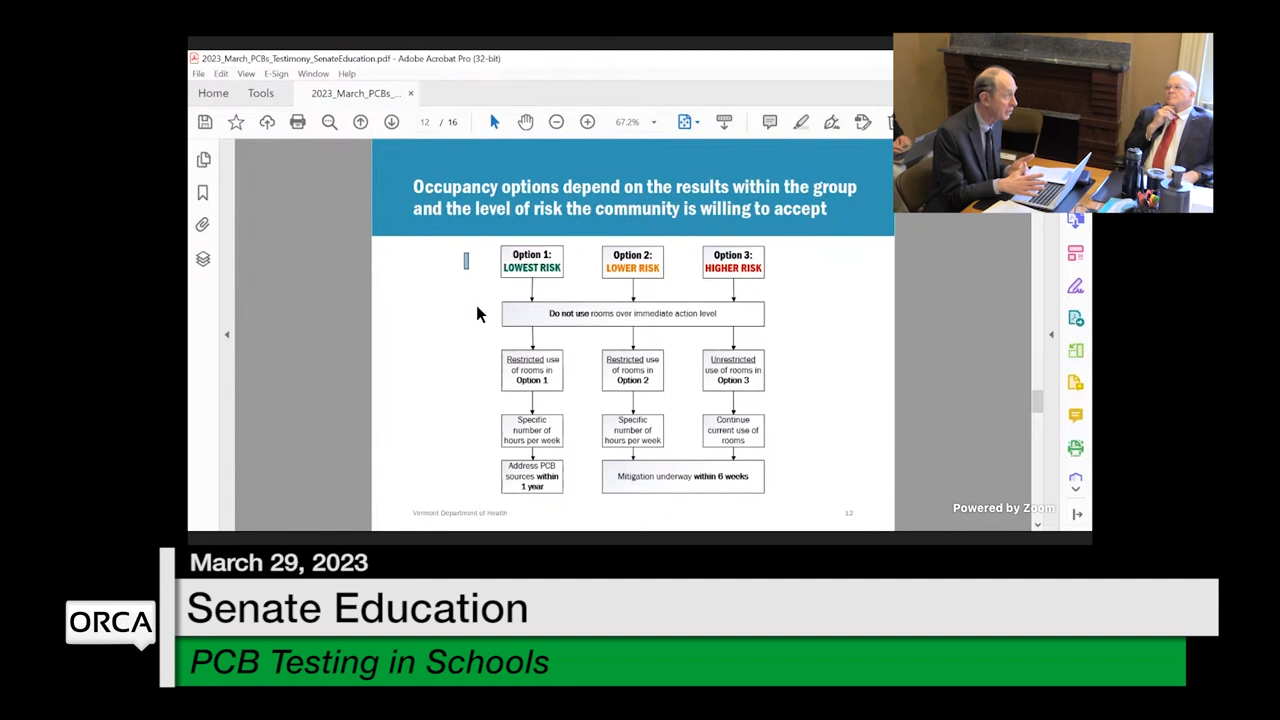 2023_March_PCBs_Testimony_SenateEducation.pdf - Adobe Acrobat Pro (32-bit)
File Edit View E-Sign Window Help
Home Tools 2023_March_PCBs_... ×
12 / 16 67.2%
Occupancy options depend on the results within the group
and the level of risk the community is willing to accept
Option 1:
LOWEST RISK
Option 2:
LOWER RISK
Option 3:
HIGHER RISK
Do not use rooms over immediate action level
Restricted use
of rooms in
Option 1
Restricted use
of rooms in
Option 2
Unrestricted
use of rooms in
Option 3
Specific
number of
hours per week
Specific
number of
hours per week
Continue
current use of
rooms
Address PCB
sources within
1 year
Mitigation underway within 6 weeks
Vermont Department of Health 12
Powered by Zoom
March 29, 2023
Senate Education
ORCA
PCB Testing in Schools